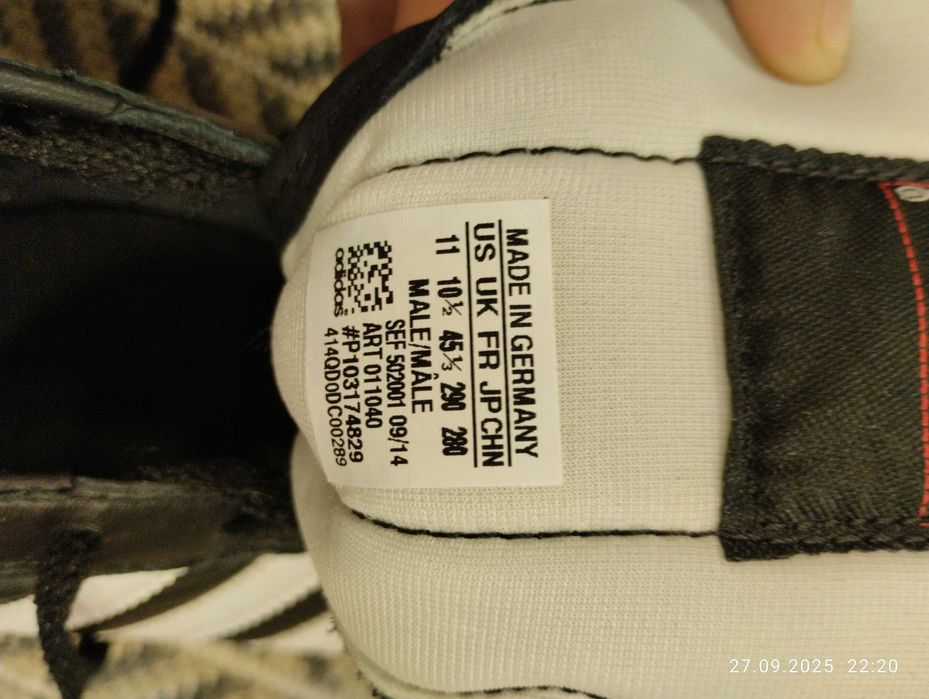 MADE IN GERMANY
US UK FR JP CHN
11 10½ 45⅓ 290 280
MALE/MÂLE
SEF 502001 09/14
ART 011040
#P103174829
414QD0DC00289
adidas
27.09.2025 22:20